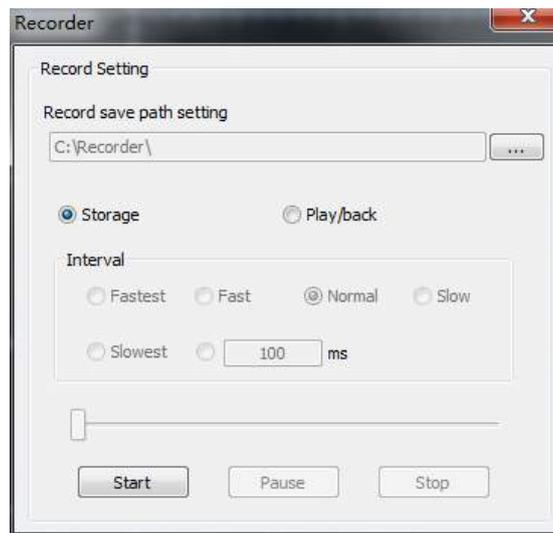 Recorder
Record Setting
Record save path setting
C:\Recorder\ ...
Storage Play/back
Interval
Fastest Fast Normal Slow
Slowest 100 ms
Start Pause Stop